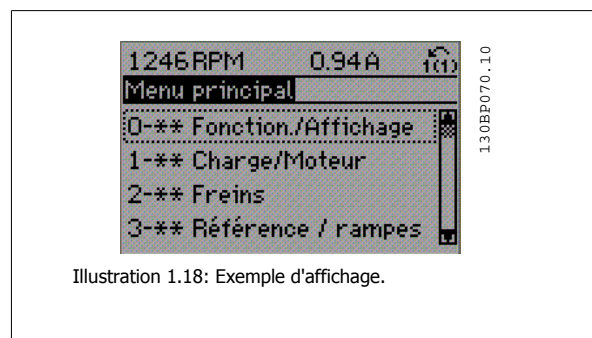 1246RPM 0.94A 1(1)
Menu principal
0-** Fonction./Affichage
1-** Charge/Moteur
2-** Freins
3-** Référence / rampes
130BP070.10
Illustration 1.18: Exemple d'affichage.